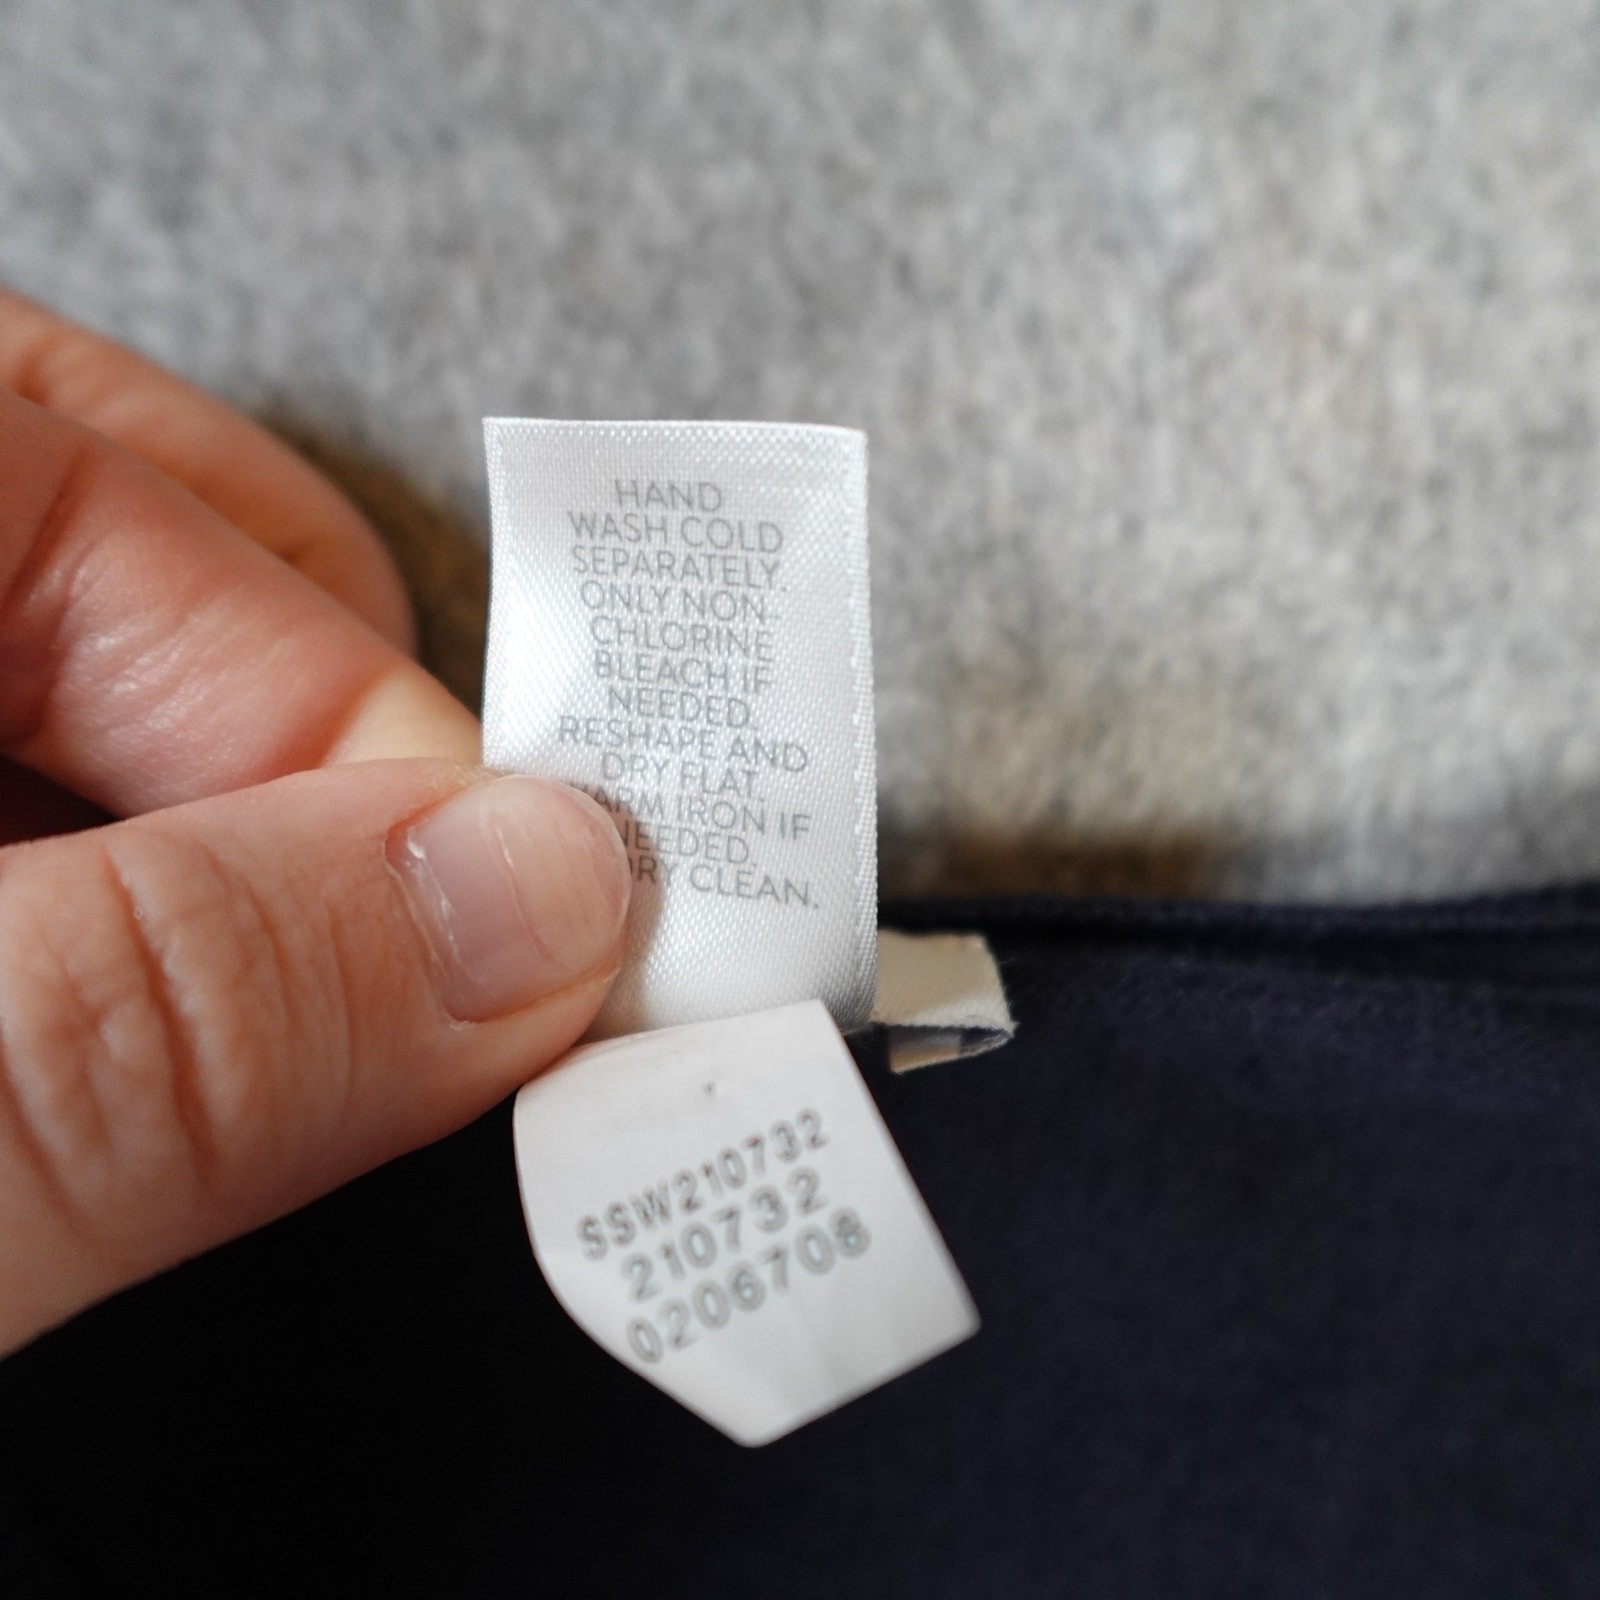 HAND
WASH COLD
SEPARATELY.
ONLY NON-
CHLORINE
BLEACH IF
NEEDED.
RESHAPE AND
DRY FLAT.
IRON IF
CLEAN.
SSW210732
210732
0206708